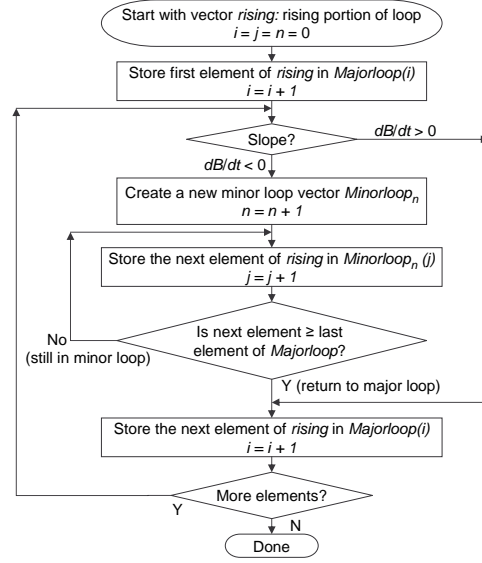 Start with vector rising: rising portion of loop
i = j = n = 0
Store first element of rising in Majorloop(i)
i = i + 1
Slope?
dB/dt > 0
dB/dt < 0
Create a new minor loop vector Minorloopₙ
n = n + 1
Store the next element of rising in Minorloopₙ (j)
j = j + 1
Is next element ≥ last
element of Majorloop?
No
(still in minor loop)
Y (return to major loop)
Store the next element of rising in Majorloop(i)
i = i + 1
More elements?
Y
N
Done